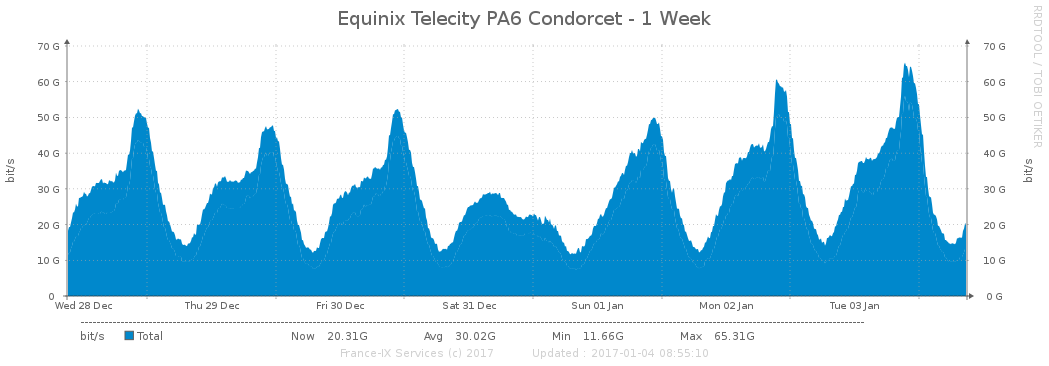 Equinix Telecity PA6 Condorcet - 1 Week
RRDTOOL / TOBI OETIKER
70 G 70 G
60 G 60 G
50 G 50 G
40 G 40 G
bit/s bit/s
30 G 30 G
20 G 20 G
10 G 10 G
0 0 G
Wed 28 Dec Thu 29 Dec Fri 30 Dec Sat 31 Dec Sun 01 Jan Mon 02 Jan Tue 03 Jan
bit/s Total Now 20.31G Avg 30.02G Min 11.66G Max 65.31G
France-IX Services (c) 2017 Updated : 2017-01-04 08:55:10